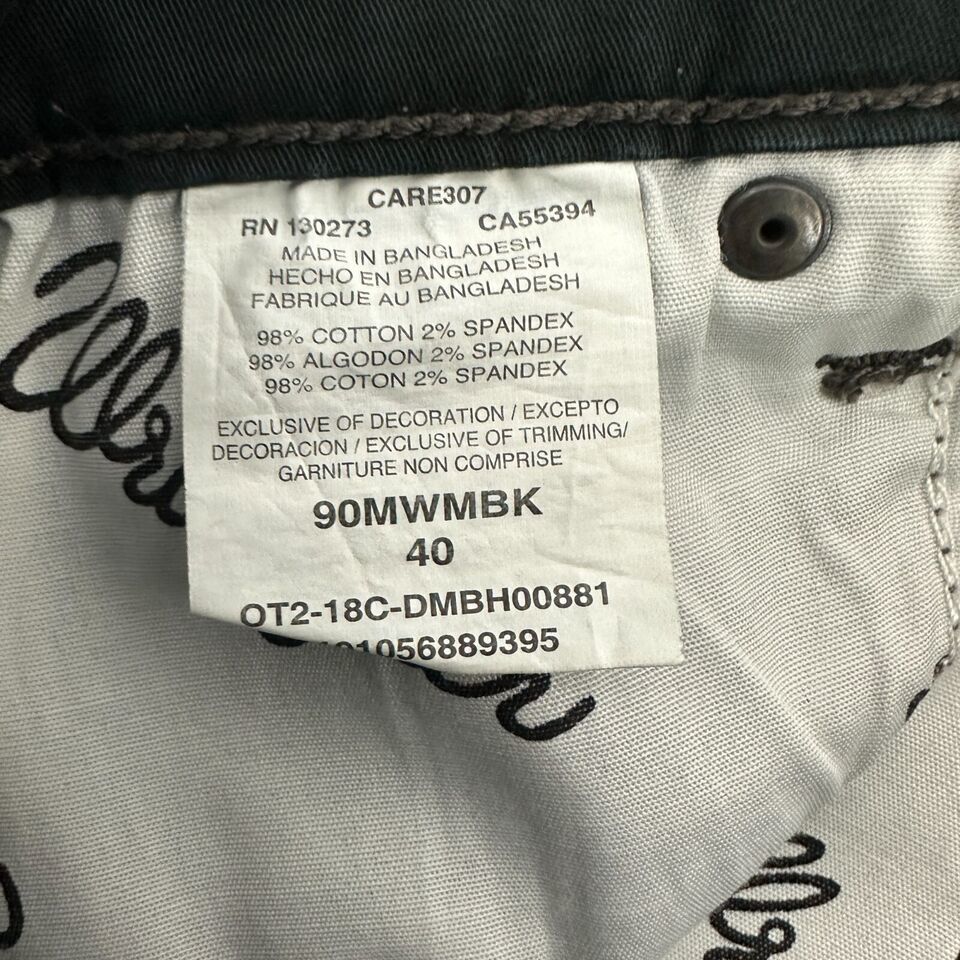 CARE307
RN 130273 CA55394
MADE IN BANGLADESH
HECHO EN BANGLADESH
FABRIQUE AU BANGLADESH
98% COTTON 2% SPANDEX
98% ALGODON 2% SPANDEX
98% COTON 2% SPANDEX
EXCLUSIVE OF DECORATION / EXCEPTO
DECORACION / EXCLUSIVE OF TRIMMING/
GARNITURE NON COMPRISE
90MWMBK
40
OT2-18C-DMBH00881